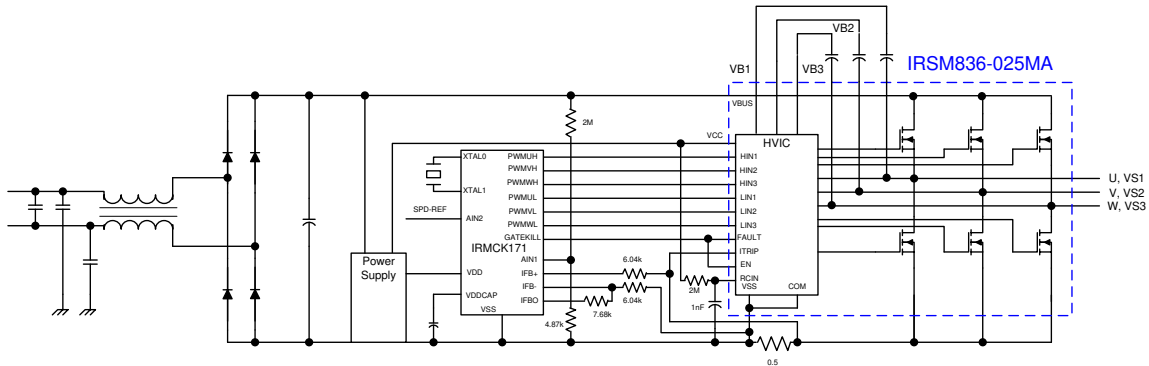 VB2
VB1
VB3
IRSM836-025MA
VBUS
2M
VCC
HVIC
XTAL0
PWMUH
HIN1
PWMVH
HIN2
PWMWH
HIN3
U, VS1
XTAL1
PWMUL
LIN1
V, VS2
SPD-REF
PWMVL
LIN2
W, VS3
AIN2
PWMWL
LIN3
GATEKILL
FAULT
IRMCK171
ITRIP
Power
Supply
AIN1
6.04k
EN
VDD
IFB+
RCIN
IFB-
2M
VSS
COM
VDDCAP
IFBO
6.04k
1nF
VSS
7.68k
4.87k
0.5